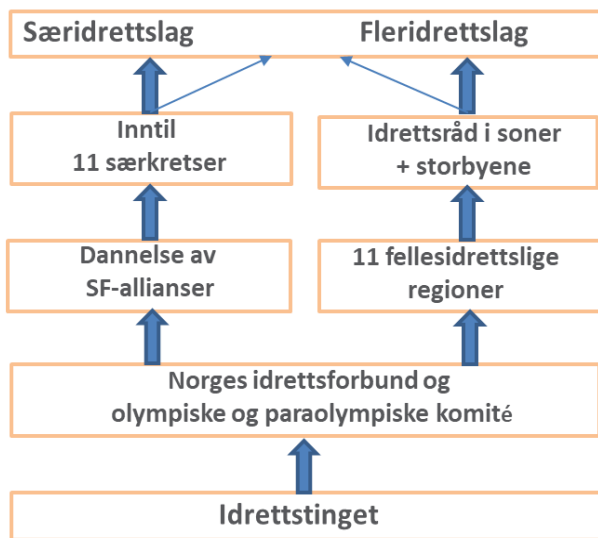 Særidrettslag Fleridrettslag
Inntil
11 særkretser
Idrettsråd i soner
+ storbyene
Dannelse av
SF-allianser
11 fellesidrettslige
regioner
Norges idrettsforbund og
olympiske og paraolympiske komité
Idrettstinget